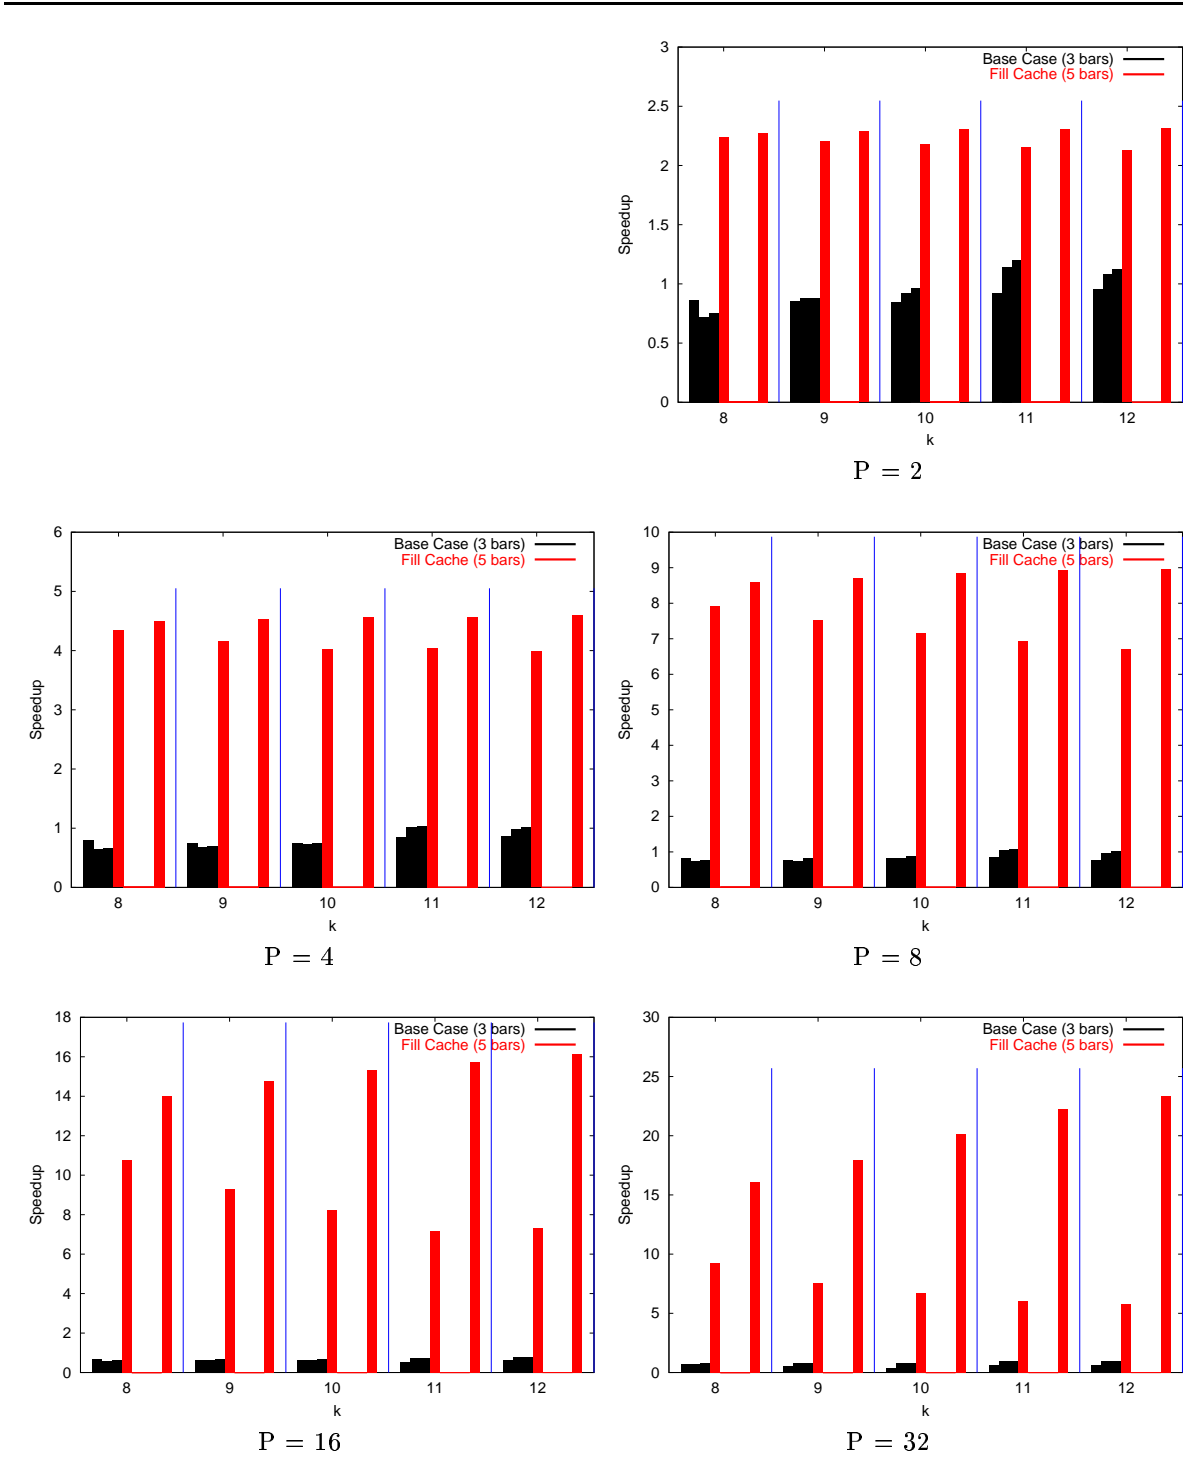 3
2.5
2
1.5
1
0.5
0
Speedup
Base Case (3 bars)
Fill Cache (5 bars)
8 9 10 11 12
k
P = 2
6
5
4
3
2
1
0
Speedup
Base Case (3 bars)
Fill Cache (5 bars)
8 9 10 11 12
k
P = 4
10
9
8
7
6
5
4
3
2
1
0
Speedup
Base Case (3 bars)
Fill Cache (5 bars)
8 9 10 11 12
k
P = 8
18
16
14
12
10
8
6
4
2
0
Speedup
Base Case (3 bars)
Fill Cache (5 bars)
8 9 10 11 12
k
P = 16
30
25
20
15
10
5
0
Speedup
Base Case (3 bars)
Fill Cache (5 bars)
8 9 10 11 12
k
P = 32